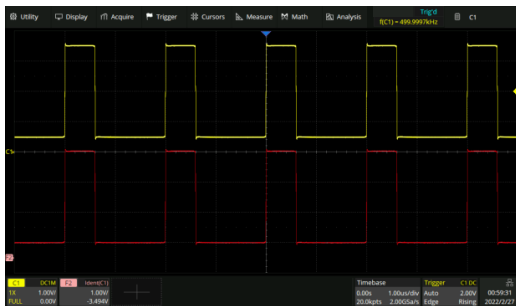 Utility Display Acquire Trigger Cursors Measure Math Analysis Trig'd f(C1) = 499.9997kHz C1
C1
F2
C1 DC1M F2 Ident(C1) Timebase Trigger C1 DC
1X 1.00V/ 1.00V/ 0.00s 1.00us/div Auto 2.00V 00:59:31
FULL 0.00V -3.494V 20.0kpts 2.00GSa/s Edge Rising 2022/2/27